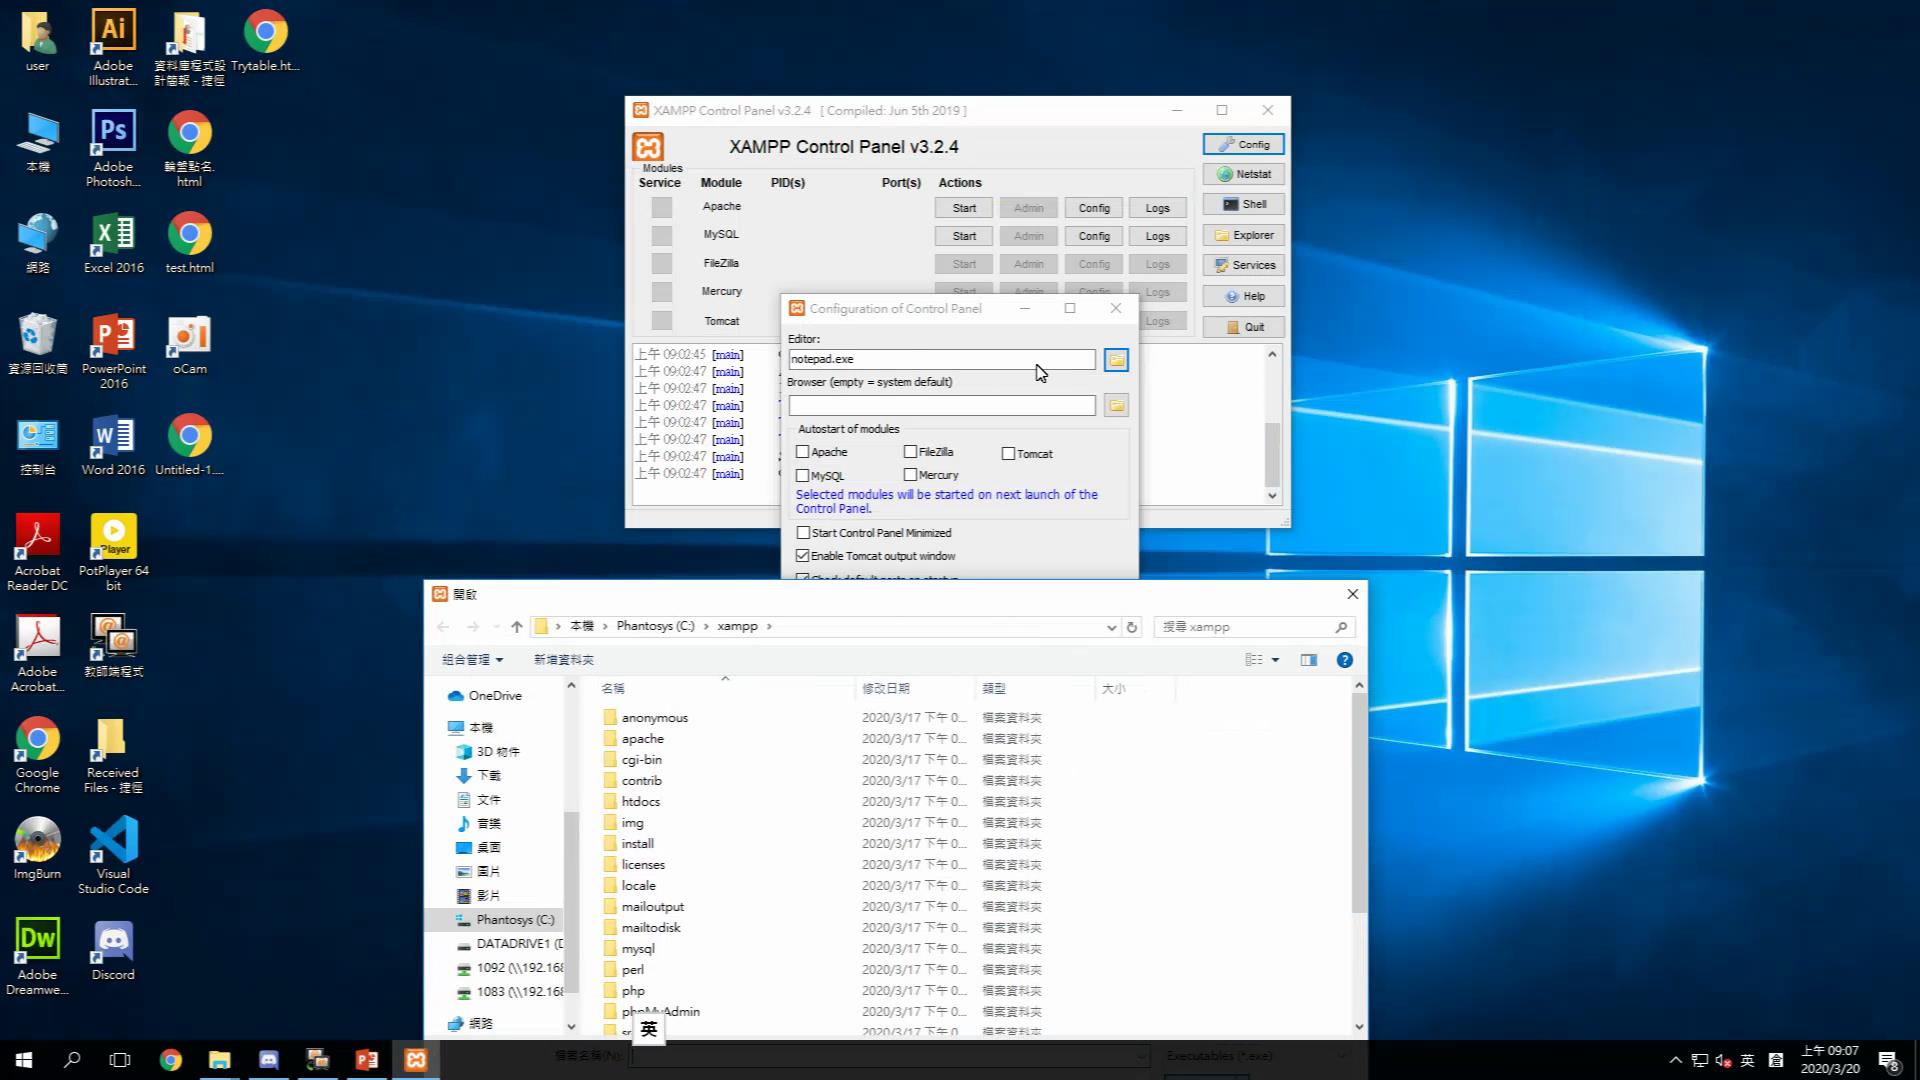 user
Adobe
Illustrat...
資料庫程式設
計簡報 - 捷徑
Trytable.ht...
本機
Adobe
Photosh...
輪盤點名.
html
網路
Excel 2016
test.html
資源回收筒
PowerPoint
2016
oCam
控制台
Word 2016
Untitled-1....
Acrobat
Reader DC
PotPlayer 64
bit
Adobe
Acrobat...
教師端程式
Google
Chrome
Received
Files - 捷徑
ImgBurn
Visual
Studio Code
Adobe
Dreamwe...
Discord
XAMPP Control Panel v3.2.4 [ Compiled: Jun 5th 2019 ]
XAMPP Control Panel v3.2.4
Modules
Service Module PID(s) Port(s) Actions
Apache Start Admin Config Logs
MySQL Start Admin Config Logs
FileZilla Start Admin Config Logs
Mercury Start Admin Config Logs
Tomcat Logs
Config
Netstat
Shell
Explorer
Services
Help
Quit
上午 09:02:45 [main]
上午 09:02:47 [main]
上午 09:02:47 [main]
上午 09:02:47 [main]
上午 09:02:47 [main]
上午 09:02:47 [main]
上午 09:02:47 [main]
上午 09:02:47 [main]
Configuration of Control Panel
Editor:
notepad.exe
Browser (empty = system default)
Autostart of modules
Apache FileZilla Tomcat
MySQL Mercury
Selected modules will be started on next launch of the
Control Panel.
Start Control Panel Minimized
Enable Tomcat output window
Check default ports on startup
開啟
本機 > Phantosys (C:) > xampp >
搜尋 xampp
組合管理 新增資料夾
OneDrive
本機
3D 物件
下載
文件
音樂
桌面
圖片
影片
Phantosys (C:)
DATADRIVE1 (D
1092 (\\192.168
1083 (\\192.168
網路
名稱 修改日期 類型 大小
anonymous 2020/3/17 下午 0... 檔案資料夾
apache 2020/3/17 下午 0... 檔案資料夾
cgi-bin 2020/3/17 下午 0... 檔案資料夾
contrib 2020/3/17 下午 0... 檔案資料夾
htdocs 2020/3/17 下午 0... 檔案資料夾
img 2020/3/17 下午 0... 檔案資料夾
install 2020/3/17 下午 0... 檔案資料夾
licenses 2020/3/17 下午 0... 檔案資料夾
locale 2020/3/17 下午 0... 檔案資料夾
mailoutput 2020/3/17 下午 0... 檔案資料夾
mailtodisk 2020/3/17 下午 0... 檔案資料夾
mysql 2020/3/17 下午 0... 檔案資料夾
perl 2020/3/17 下午 0... 檔案資料夾
php 2020/3/17 下午 0... 檔案資料夾
phpMyAdmin 2020/3/17 下午 0... 檔案資料夾
2020/3/17 下午 0... 檔案資料夾
英
檔案名稱(N): Executables (*.exe)
英 倉
上午 09:07
2020/3/20
8